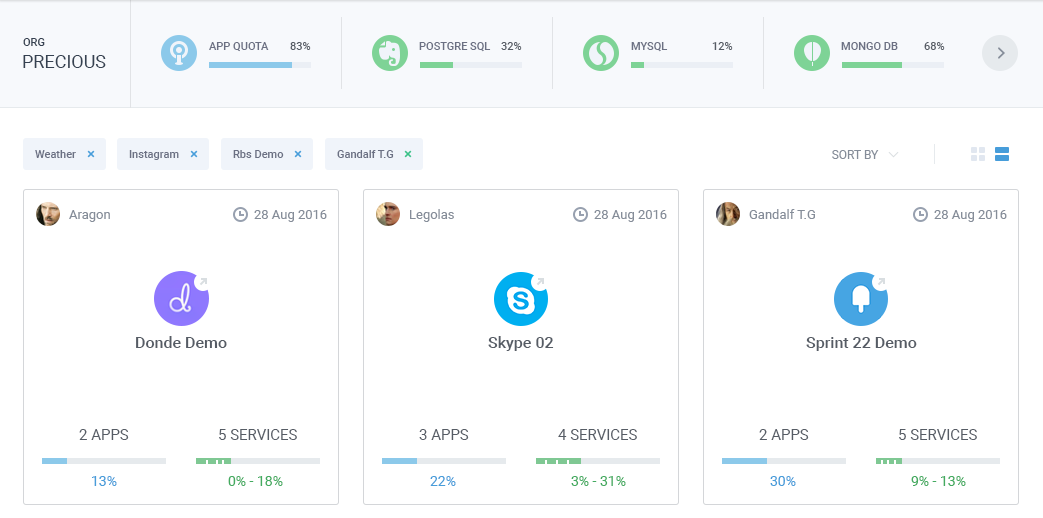 ORG
PRECIOUS
APP QUOTA 83%
POSTGRE SQL 32%
MYSQL 12%
MONGO DB 68%
Weather ×
Instagram ×
Rbs Demo ×
Gandalf T.G ×
SORT BY
Aragon 28 Aug 2016
Donde Demo
2 APPS 5 SERVICES
13% 0% - 18%
Legolas 28 Aug 2016
Skype 02
3 APPS 4 SERVICES
22% 3% - 31%
Gandalf T.G 28 Aug 2016
Sprint 22 Demo
2 APPS 5 SERVICES
30% 9% - 13%